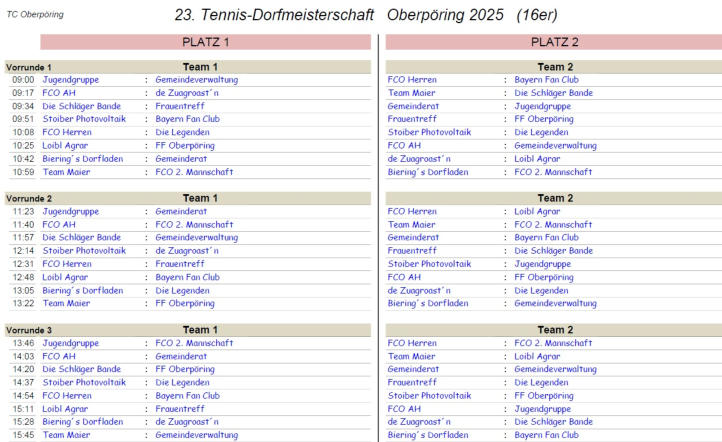 TC Oberpöring 23. Tennis-Dorfmeisterschaft Oberpöring 2025 (16er)
PLATZ 1 PLATZ 2
Vorrunde 1 Team 1 Team 2
09:00 Jugendgruppe : Gemeindeverwaltung FCO Herren : Bayern Fan Club
09:17 FCO AH : de Zuagroast´n Team Maier : Die Schläger Bande
09:34 Die Schläger Bande : Frauentreff Gemeinderat : Jugendgruppe
09:51 Stoiber Photovoltaik : Bayern Fan Club Frauentreff : FF Oberpöring
10:08 FCO Herren : Die Legenden Stoiber Photovoltaik : Die Legenden
10:25 Loibl Agrar : FF Oberpöring FCO AH : Gemeindeverwaltung
10:42 Biering´s Dorfladen : Gemeinderat de Zuagroast´n : Loibl Agrar
10:59 Team Maier : FCO 2. Mannschaft Biering´s Dorfladen : FCO 2. Mannschaft
Vorrunde 2 Team 1 Team 2
11:23 Jugendgruppe : Gemeinderat FCO Herren : Loibl Agrar
11:40 FCO AH : FCO 2. Mannschaft Team Maier : FCO 2. Mannschaft
11:57 Die Schläger Bande : Gemeindeverwaltung Gemeinderat : Bayern Fan Club
12:14 Stoiber Photovoltaik : de Zuagroast´n Frauentreff : Die Schläger Bande
12:31 FCO Herren : Frauentreff Stoiber Photovoltaik : Jugendgruppe
12:48 Loibl Agrar : Bayern Fan Club FCO AH : FF Oberpöring
13:05 Biering´s Dorfladen : Die Legenden de Zuagroast´n : Die Legenden
13:22 Team Maier : FF Oberpöring Biering´s Dorfladen : Gemeindeverwaltung
Vorrunde 3 Team 1 Team 2
13:46 Jugendgruppe : FCO 2. Mannschaft FCO Herren : FCO 2. Mannschaft
14:03 FCO AH : Gemeinderat Team Maier : Loibl Agrar
14:20 Die Schläger Bande : FF Oberpöring Gemeinderat : Gemeindeverwaltung
14:37 Stoiber Photovoltaik : Die Legenden Frauentreff : Die Legenden
14:54 FCO Herren : Bayern Fan Club Stoiber Photovoltaik : FF Oberpöring
15:11 Loibl Agrar : Frauentreff FCO AH : Jugendgruppe
15:28 Biering´s Dorfladen : de Zuagroast´n de Zuagroast´n : Die Schläger Bande
15:45 Team Maier : Gemeindeverwaltung Biering´s Dorfladen : Bayern Fan Club